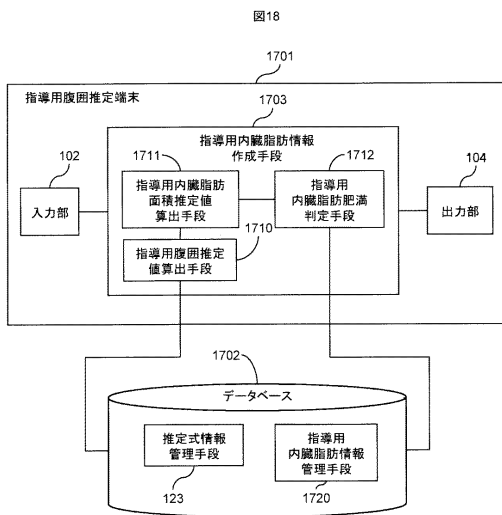 図18
1701
指導用腹囲推定端末
1703
指導用内臓脂肪情報
作成手段
102
1711
1712
104
入力部
指導用内臓脂肪
面積推定値
算出手段
指導用
内臓脂肪肥満
判定手段
出力部
1710
指導用腹囲推定
値算出手段
1702
データベース
推定式情報
管理手段
指導用
内臓脂肪情報
管理手段
123
1720